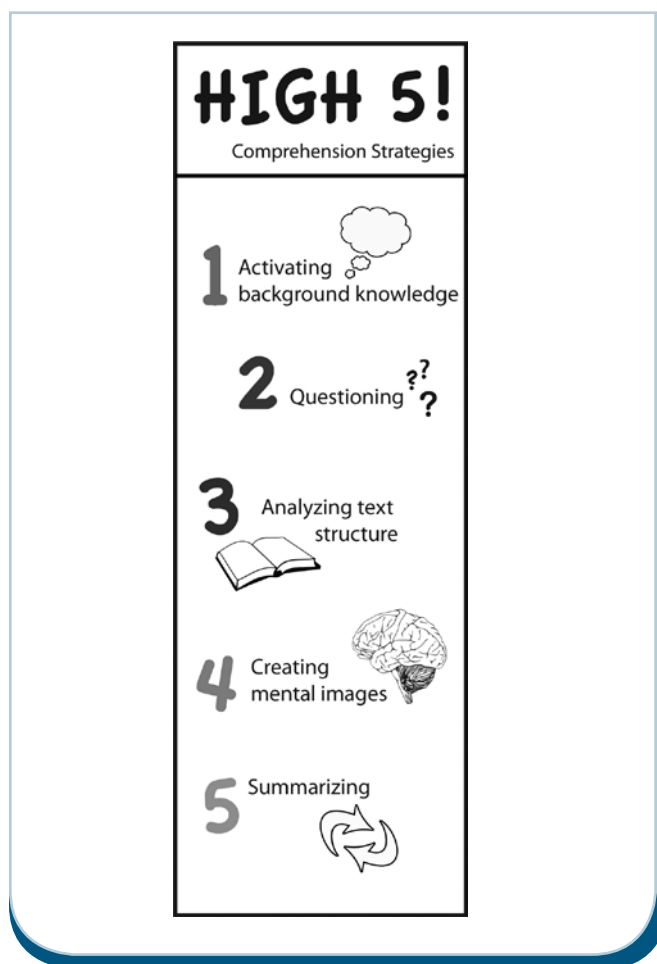 HIGH 5!
Comprehension Strategies
1 Activating
background knowledge
2 Questioning ???
3 Analyzing text
structure
4 Creating
mental images
5 Summarizing